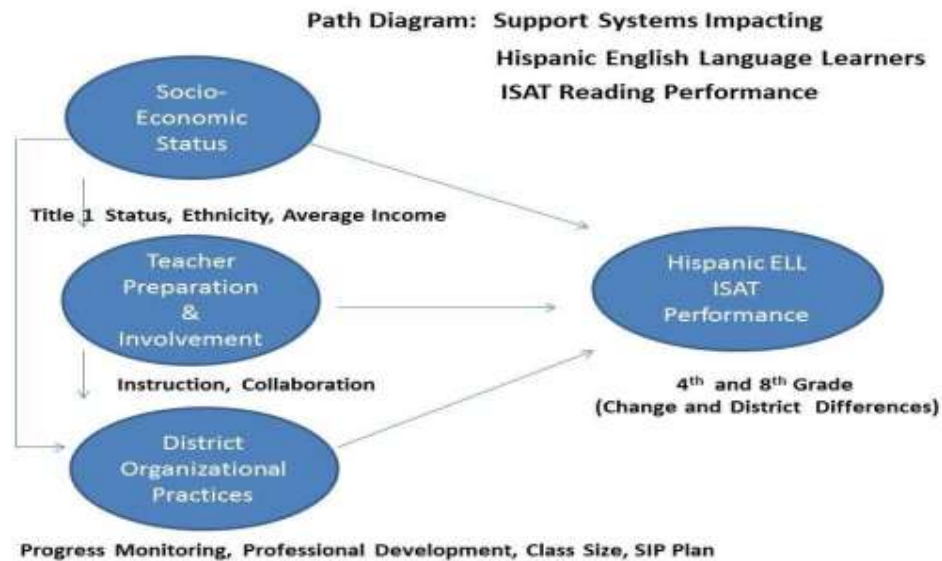 Path Diagram: Support Systems Impacting
Hispanic English Language Learners
ISAT Reading Performance
Socio-
Economic
Status
Title 1 Status, Ethnicity, Average Income
Teacher
Preparation
&
Involvement
Hispanic ELL
ISAT
Performance
Instruction, Collaboration
4th and 8th Grade
(Change and District Differences)
District
Organizational
Practices
Progress Monitoring, Professional Development, Class Size, SIP Plan